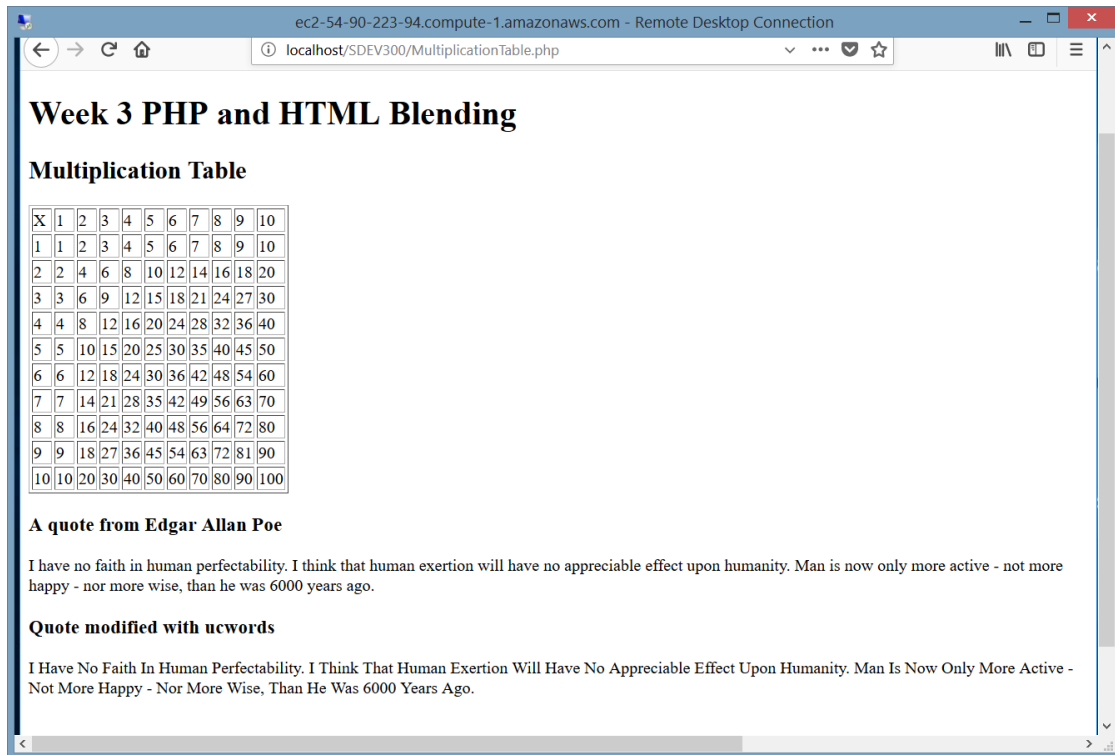 ec2-54-90-223-94.compute-1.amazonaws.com - Remote Desktop Connection
localhost/SDEV300/MultiplicationTable.php
Week 3 PHP and HTML Blending
Multiplication Table
X 1 2 3 4 5 6 7 8 9 10
1 1 2 3 4 5 6 7 8 9 10
2 2 4 6 8 10 12 14 16 18 20
3 3 6 9 12 15 18 21 24 27 30
4 4 8 12 16 20 24 28 32 36 40
5 5 10 15 20 25 30 35 40 45 50
6 6 12 18 24 30 36 42 48 54 60
7 7 14 21 28 35 42 49 56 63 70
8 8 16 24 32 40 48 56 64 72 80
9 9 18 27 36 45 54 63 72 81 90
10 10 20 30 40 50 60 70 80 90 100
A quote from Edgar Allan Poe
I have no faith in human perfectability. I think that human exertion will have no appreciable effect upon humanity. Man is now only more active - not more
happy - nor more wise, than he was 6000 years ago.
Quote modified with ucwords
I Have No Faith In Human Perfectability. I Think That Human Exertion Will Have No Appreciable Effect Upon Humanity. Man Is Now Only More Active -
Not More Happy - Nor More Wise, Than He Was 6000 Years Ago.